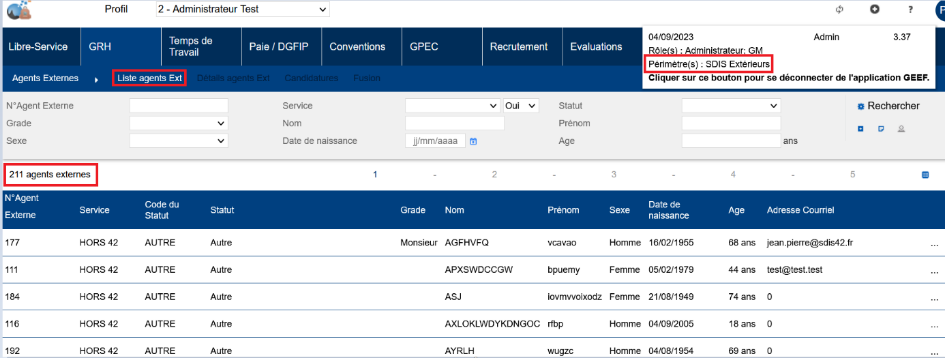 Profil 2 - Administrateur Test ?
Libre-Service GRH Temps de Travail Paie / DGFIP Conventions GPEC Recrutement Evaluations
04/09/2023 Admin 3.37
Rôle(s) : Administrateur: GM
Périmètre(s) : SDIS Extérieurs
Cliquer sur ce bouton pour se déconnecter de l'application GEEF.
Agents Externes Liste agents Ext Détails agents Ext Candidatures Fusion
N°Agent Externe Service Oui Statut Rechercher
Grade Nom Prénom
Sexe Date de naissance jj/mm/aaaa Age ans
211 agents externes 1 - 2 - 3 - 4 - 5
N°Agent Externe Service Code du Statut Statut Grade Nom Prénom Sexe Date de naissance Age Adresse Courriel
177 HORS 42 AUTRE Autre Monsieur AGFHVFQ vcavao Homme 16/02/1955 68 ans jean.pierre@sdis42.fr ...
111 HORS 42 AUTRE Autre APXSWDCCGW bpuemy Femme 05/02/1979 44 ans test@test.test ...
184 HORS 42 AUTRE Autre ASJ iovmvvolxodz Femme 21/08/1949 74 ans 0 ...
116 HORS 42 AUTRE Autre AXLOKLWDYKDNGOC rfbp Homme 04/09/2005 18 ans 0 ...
192 HORS 42 AUTRE Autre AYRLH wugzc Homme 04/08/1954 69 ans 0 ...